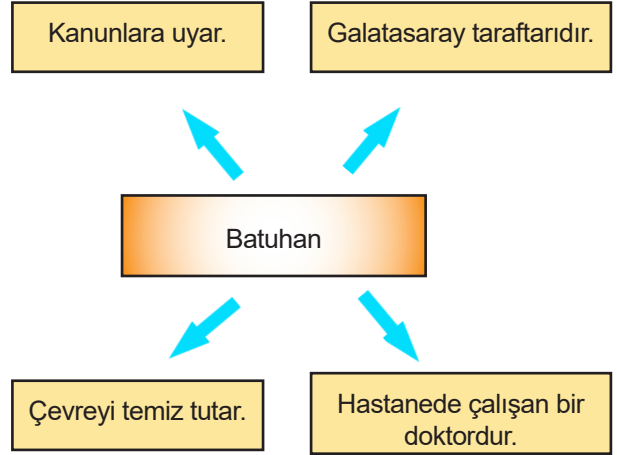 Kanunlara uyar.
Galatasaray taraftarıdır.
Batuhan
Çevreyi temiz tutar.
Hastanede çalışan bir
doktordur.